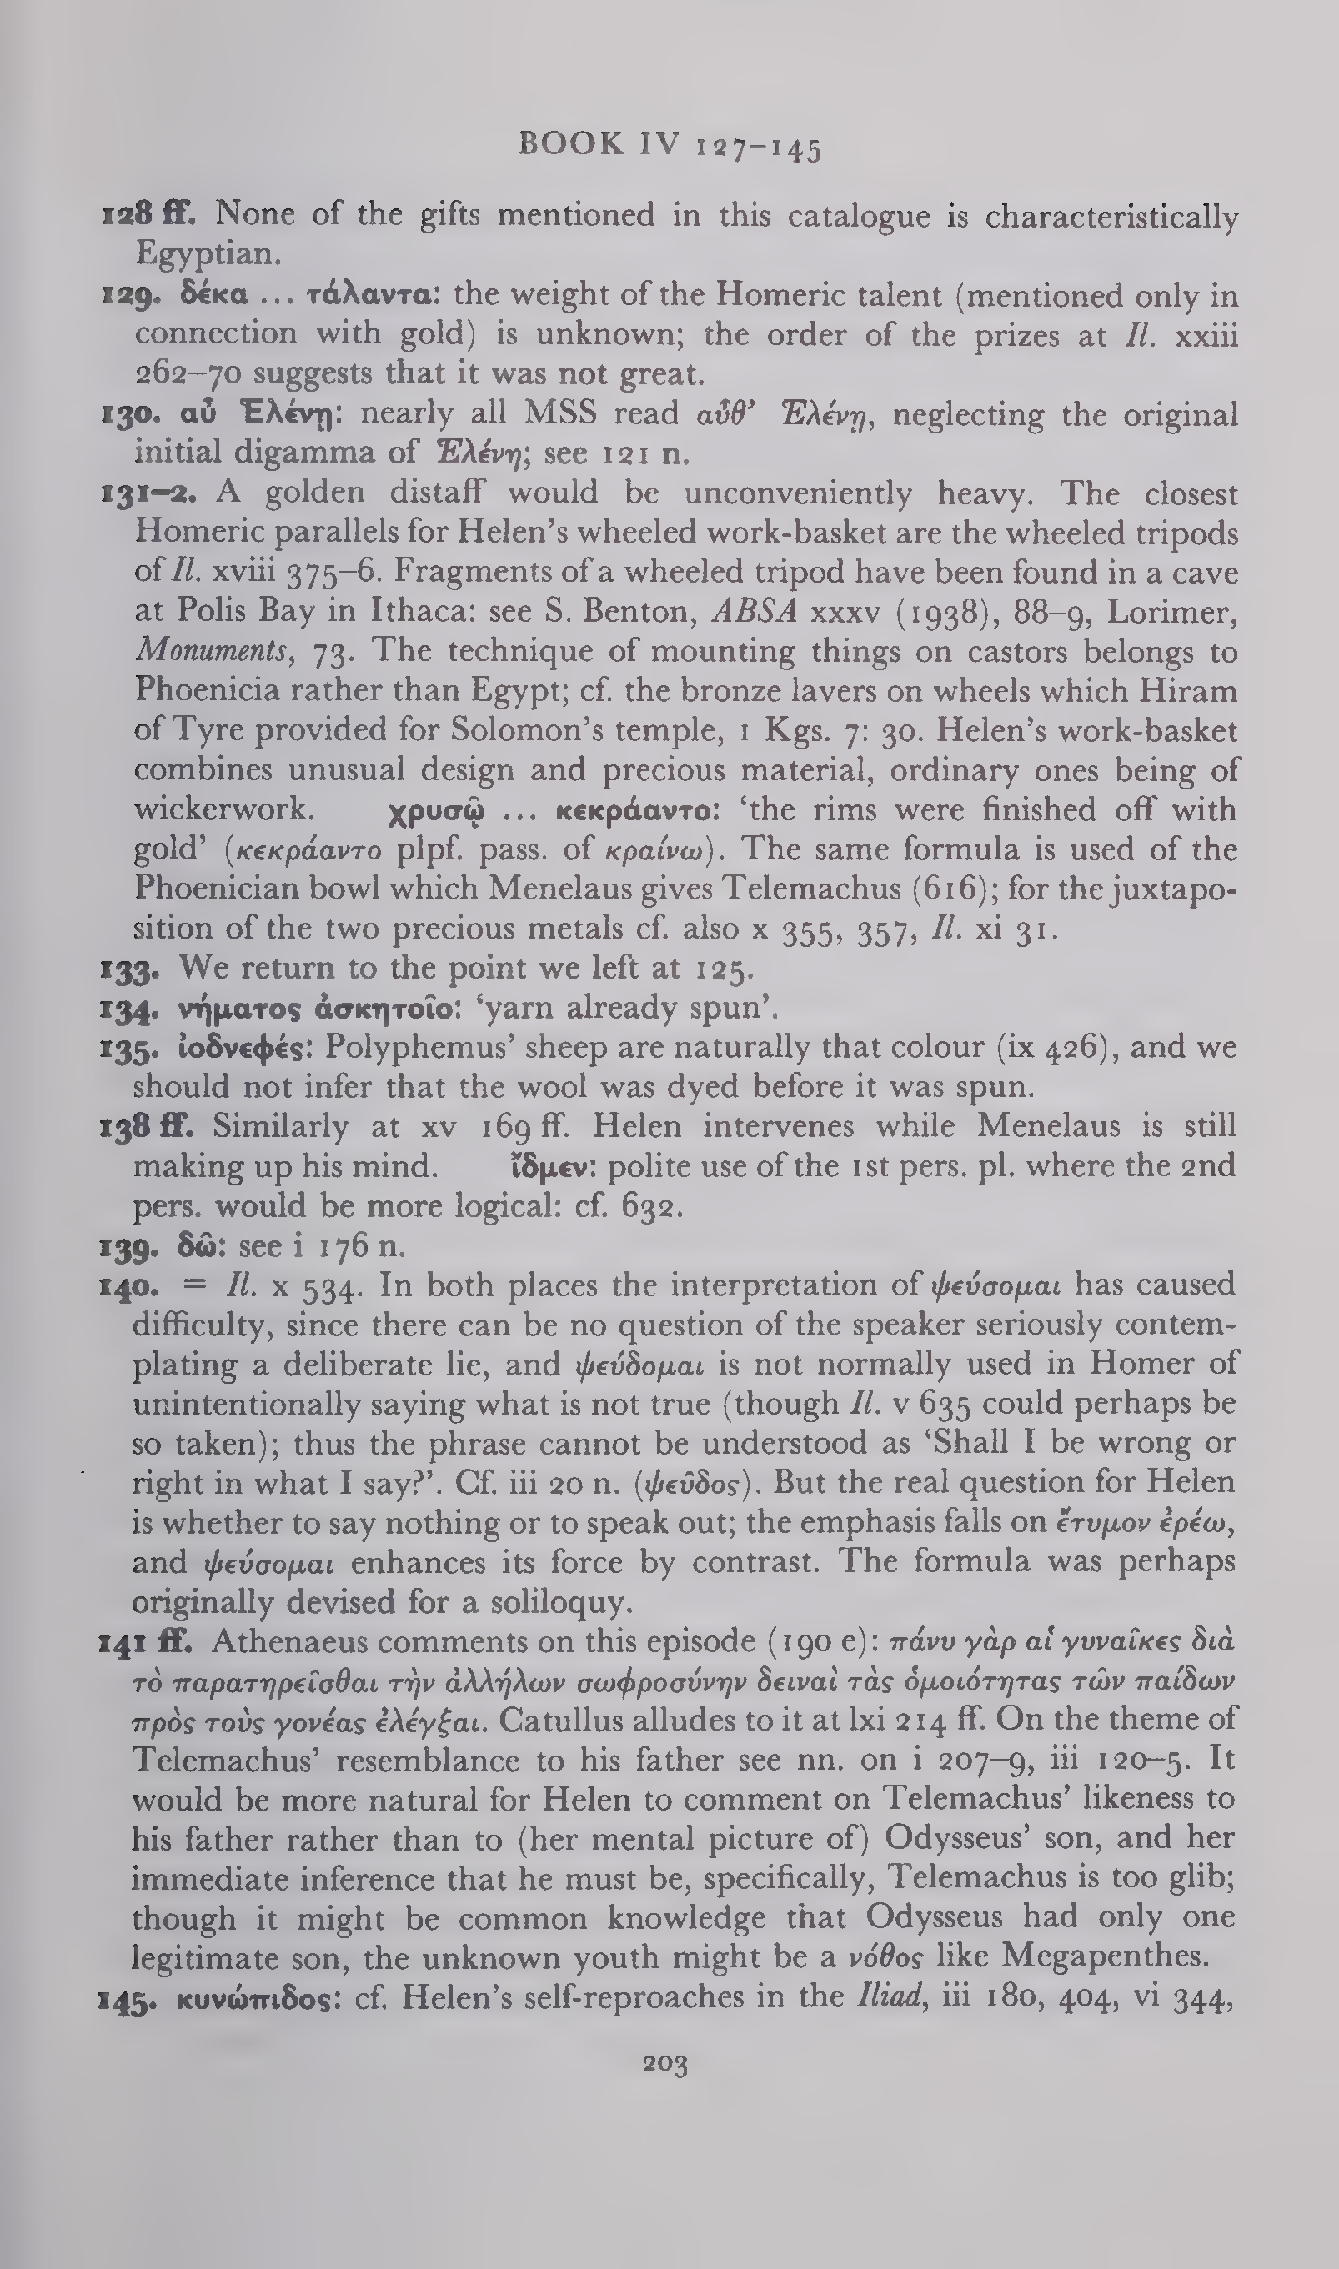 BOOK IV 127–145
128 ff. None of the gifts mentioned in this catalogue is characteristically
Egyptian.
129. δέκα ... τάλαντα: the weight of the Homeric talent (mentioned only in
connection with gold) is unknown; the order of the prizes at Il. xxiii
262–70 suggests that it was not great.
130. αὖ Ἑλένῃ: nearly all MSS read αὖθ’ Ἑλένῃ, neglecting the original
initial digamma of Ἑλένη; see 121 n.
131–2. A golden distaff would be unconveniently heavy. The closest
Homeric parallels for Helen’s wheeled work-basket are the wheeled tripods
of Il. xviii 375–6. Fragments of a wheeled tripod have been found in a cave
at Polis Bay in Ithaca: see S. Benton, ABSA xxxv (1938), 88–9, Lorimer,
Monuments, 73. The technique of mounting things on castors belongs to
Phoenicia rather than Egypt; cf. the bronze lavers on wheels which Hiram
of Tyre provided for Solomon’s temple, 1 Kgs. 7: 30. Helen’s work-basket
combines unusual design and precious material, ordinary ones being of
wickerwork. χρυσῷ ... κεκράαντο: ‘the rims were finished off with
gold’ (κεκράαντο plpf. pass. of κραίνω). The same formula is used of the
Phoenician bowl which Menelaus gives Telemachus (616); for the juxtapo-
sition of the two precious metals cf. also x 355, 357, Il. xi 31.
133. We return to the point we left at 125.
134. νήματος ἀσκητοῖο: ‘yarn already spun’.
135. ἰοδνεφές: Polyphemus’ sheep are naturally that colour (ix 426), and we
should not infer that the wool was dyed before it was spun.
138 ff. Similarly at xv 169 ff. Helen intervenes while Menelaus is still
making up his mind. ἴδμεν: polite use of the 1st pers. pl. where the 2nd
pers. would be more logical: cf. 632.
139. δῶ: see i 176 n.
140. = Il. x 534. In both places the interpretation of ψεύσομαι has caused
difficulty, since there can be no question of the speaker seriously contem-
plating a deliberate lie, and ψεύδομαι is not normally used in Homer of
unintentionally saying what is not true (though Il. v 635 could perhaps be
so taken); thus the phrase cannot be understood as ‘Shall I be wrong or
right in what I say?’. Cf. iii 20 n. (ψεῦδος). But the real question for Helen
is whether to say nothing or to speak out; the emphasis falls on ἔτυμον ἐρέω,
and ψεύσομαι enhances its force by contrast. The formula was perhaps
originally devised for a soliloquy.
141 ff. Athenaeus comments on this episode (190 e): πάνυ γὰρ αἱ γυναῖκες διὰ
τὸ παρατηρεῖσθαι τὴν ἀλλήλων σωφροσύνην δειναὶ τὰς ὁμοιότητας τῶν παίδων
πρὸς τοὺς γονέας ἐλέγξαι. Catullus alludes to it at lxi 214 ff. On the theme of
Telemachus’ resemblance to his father see nn. on i 207–9, iii 120–5. It
would be more natural for Helen to comment on Telemachus’ likeness to
his father rather than to (her mental picture of) Odysseus’ son, and her
immediate inference that he must be, specifically, Telemachus is too glib;
though it might be common knowledge that Odysseus had only one
legitimate son, the unknown youth might be a νόθος like Megapenthes.
145. κυνώπιδος: cf. Helen’s self-reproaches in the Iliad, iii 180, 404, vi 344,
203